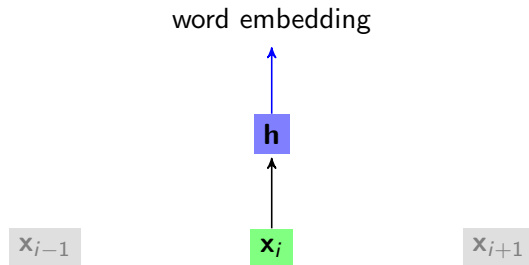 word embedding
h
x_{i−1} x_i x_{i+1}